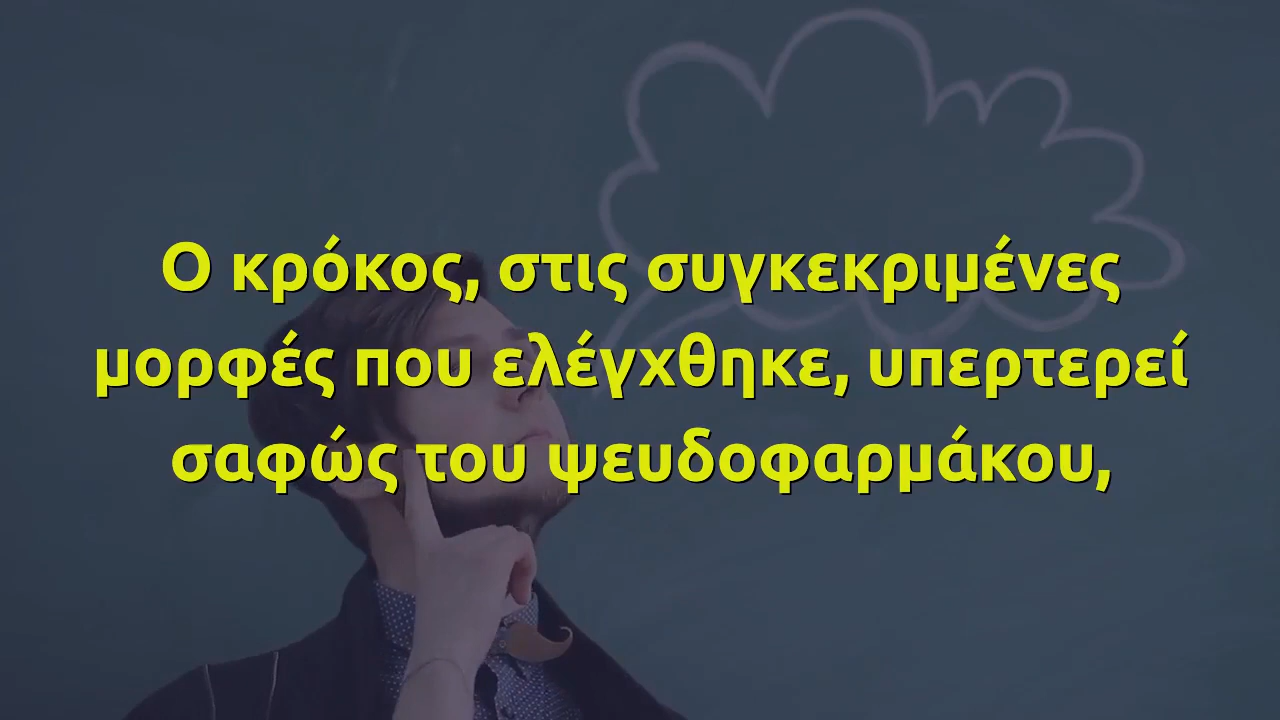 Ο κρόκος, στις συγκεκριμένες
μορφές που ελέγχθηκε, υπερτερεί
σαφώς του ψευδοφαρμάκου,